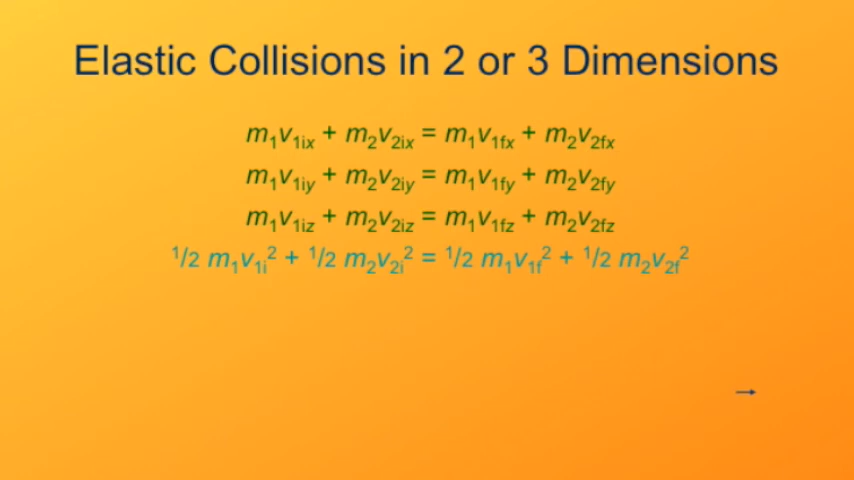 Elastic Collisions in 2 or 3 Dimensions
m₁v₁ᵢₓ + m₂v₂ᵢₓ = m₁v₁fₓ + m₂v₂fₓ
m₁v₁iy + m₂v₂iy = m₁v₁fy + m₂v₂fy
m₁v₁iz + m₂v₂iz = m₁v₁fz + m₂v₂fz
¹/2 m₁v₁i² + ¹/2 m₂v₂i² = ¹/2 m₁v₁f² + ¹/2 m₂v₂f²
→